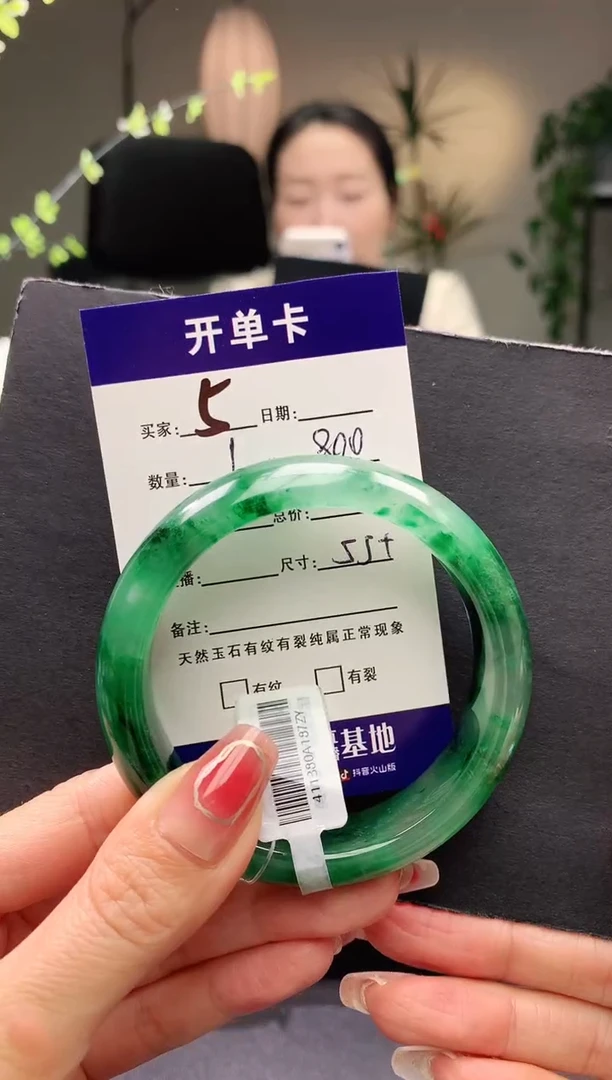 开单卡
买家: 5 日期:
数量: 1 800
总价:
播: 尺寸:
备注:
天然玉石有纹有裂纯属正常现象
有纹 有裂
基地
抖音火山版